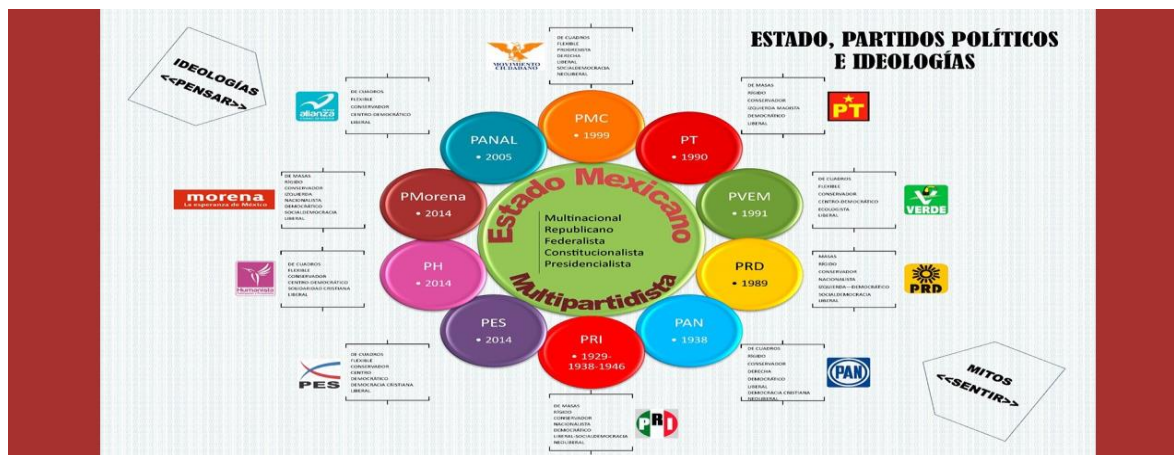 ESTADO, PARTIDOS POLÍTICOS
E IDEOLOGÍAS
IDEOLOGÍAS
<<PENSAR>>
MOVIMIENTO
CIUDADANO
DE CUADROS
FLEXIBLE
PROGRESISTA
DERECHA
LIBERAL
SOCIALDEMOCRACIA
NEOLIBERAL
alianza
DE CUADROS
FLEXIBLE
CONSERVADOR
CENTRO-DEMOCRÁTICO
LIBERAL
DE MASAS
RÍGIDO
CONSERVADOR
IZQUIERDA-MAOISTA
DEMOCRÁTICO
LIBERAL
PT
PMC
• 1999
PANAL
• 2005
PT
• 1990
morena
La esperanza de México
DE MASAS
RÍGIDO
CONSERVADOR
IZQUIERDA
NACIONALISTA
DEMOCRÁTICO
SOCIALDEMOCRACIA
LIBERAL
PMorena
• 2014
PVEM
• 1991
DE CUADROS
FLEXIBLE
CONSERVADOR
CENTRO-DEMOCRÁTICO
ECOLOGISTA
LIBERAL
VERDE
Estado Mexicano
Multinacional
Republicano
Federalista
Constitucionalista
Presidencialista
Multipartidista
Humanista
DE CUADROS
FLEXIBLE
CONSERVADOR
CENTRO-DEMOCRÁTICO
SOLIDARIDAD CRISTIANA
LIBERAL
PH
• 2014
PRD
• 1989
MASAS
RÍGIDO
CONSERVADOR
NACIONALISTA
IZQUIERDA – DEMOCRÁTICO
SOCIALDEMOCRACIA
LIBERAL
PRD
PES
• 2014
PRI
• 1929-
1938-1946
PAN
• 1938
PES
DE CUADROS
FLEXIBLE
CONSERVADOR
CENTRO
DEMOCRÁTICO
DEMOCRACIA CRISTIANA
LIBERAL
DE CUADROS
RÍGIDO
CONSERVADOR
DERECHA
DEMOCRÁTICO
LIBERAL
DEMOCRACIA CRISTIANA
NEOLIBERAL
PAN
MITOS
<<SENTIR>>
DE MASAS
RÍGIDO
CONSERVADOR
NACIONALISTA
DEMOCRÁTICO
LIBERAL-SOCIALDEMOCRACIA
NEOLIBERAL
PRI